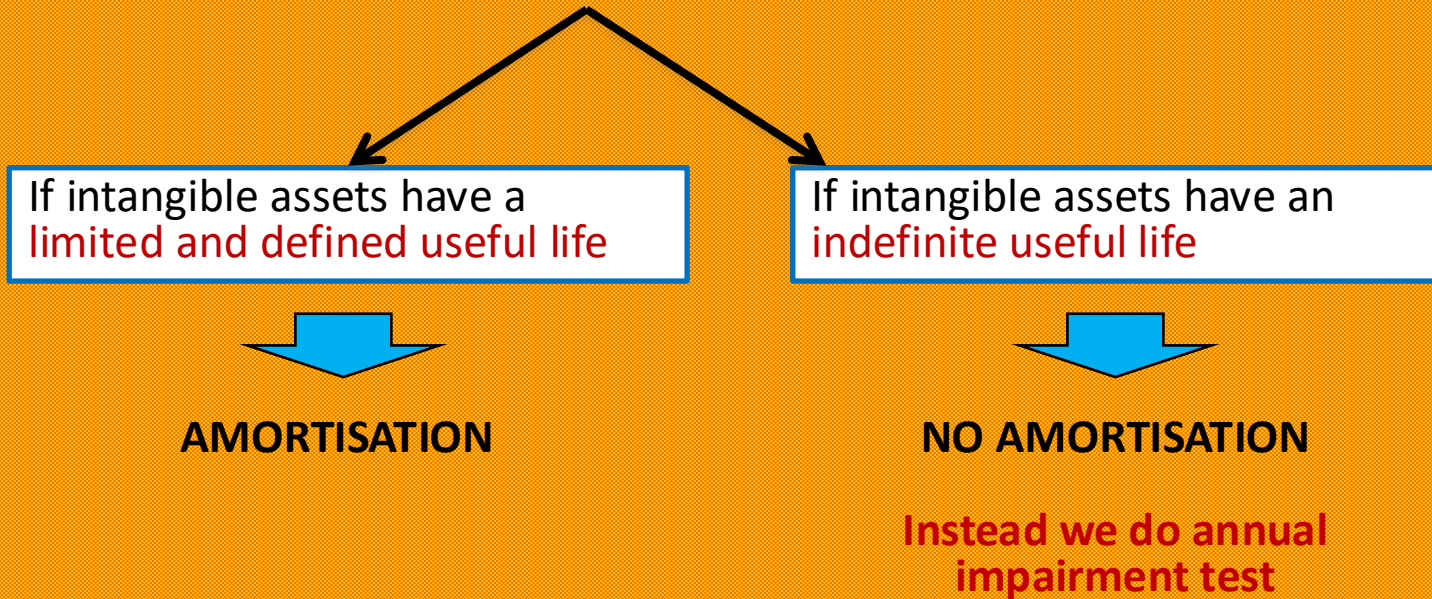 If intangible assets have a
limited and defined useful life
If intangible assets have an
indefinite useful life
AMORTISATION
NO AMORTISATION
Instead we do annual
impairment test